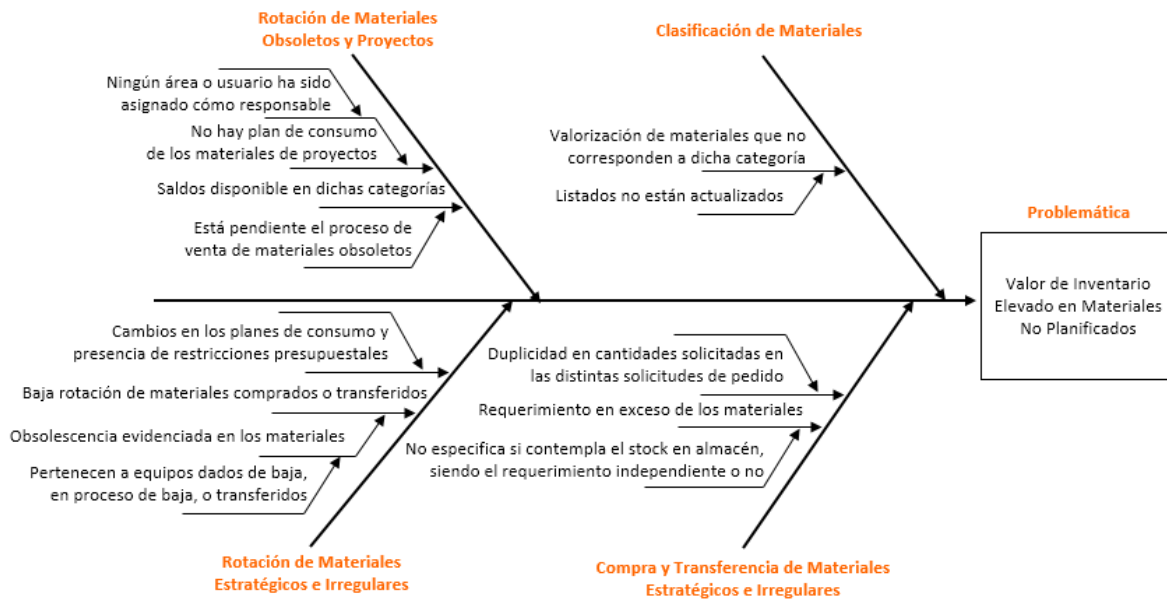 Rotación de Materiales
Obsoletos y Proyectos
Clasificación de Materiales
Ningún área o usuario ha sido
asignado cómo responsable
No hay plan de consumo
de los materiales de proyectos
Saldos disponible en dichas categorías
Está pendiente el proceso de
venta de materiales obsoletos
Valorización de materiales que no
corresponden a dicha categoría
Listados no están actualizados
Problemática
Valor de Inventario
Elevado en Materiales
No Planificados
Cambios en los planes de consumo y
presencia de restricciones presupuestales
Baja rotación de materiales comprados o transferidos
Obsolescencia evidenciada en los materiales
Pertenecen a equipos dados de baja,
en proceso de baja, o transferidos
Duplicidad en cantidades solicitadas en
las distintas solicitudes de pedido
Requerimiento en exceso de los materiales
No especifica si contempla el stock en almacén,
siendo el requerimiento independiente o no
Rotación de Materiales
Estratégicos e Irregulares
Compra y Transferencia de Materiales
Estratégicos e Irregulares